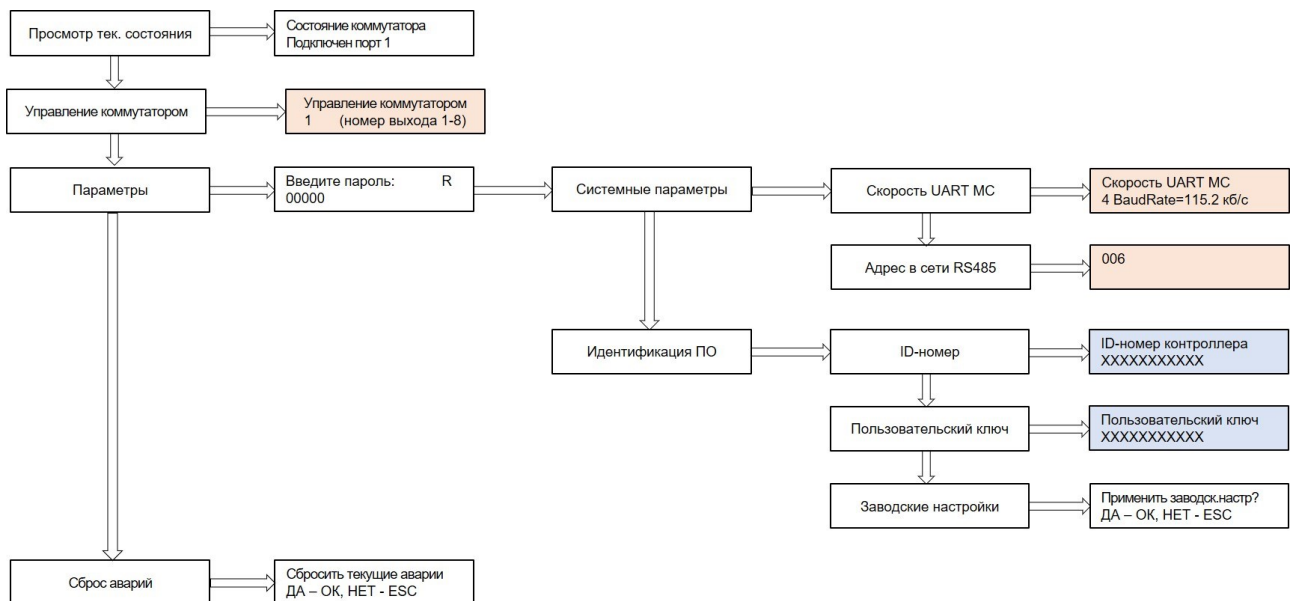 Просмотр тек. состояния
Состояние коммутатора
Подключен порт 1
Управление коммутатором
Управление коммутатором
1 (номер выхода 1-8)
Параметры
Введите пароль: R
00000
Системные параметры
Скорость UART МС
Скорость UART МС
4 BaudRate=115.2 кб/с
Адрес в сети RS485
006
Идентификация ПО
ID-номер
ID-номер контроллера
XXXXXXXXXXX
Пользовательский ключ
Пользовательский ключ
XXXXXXXXXXX
Заводские настройки
Применить заводск.настр?
ДА – ОК, НЕТ - ESC
Сброс аварий
Сбросить текущие аварии
ДА – ОК, НЕТ - ESC